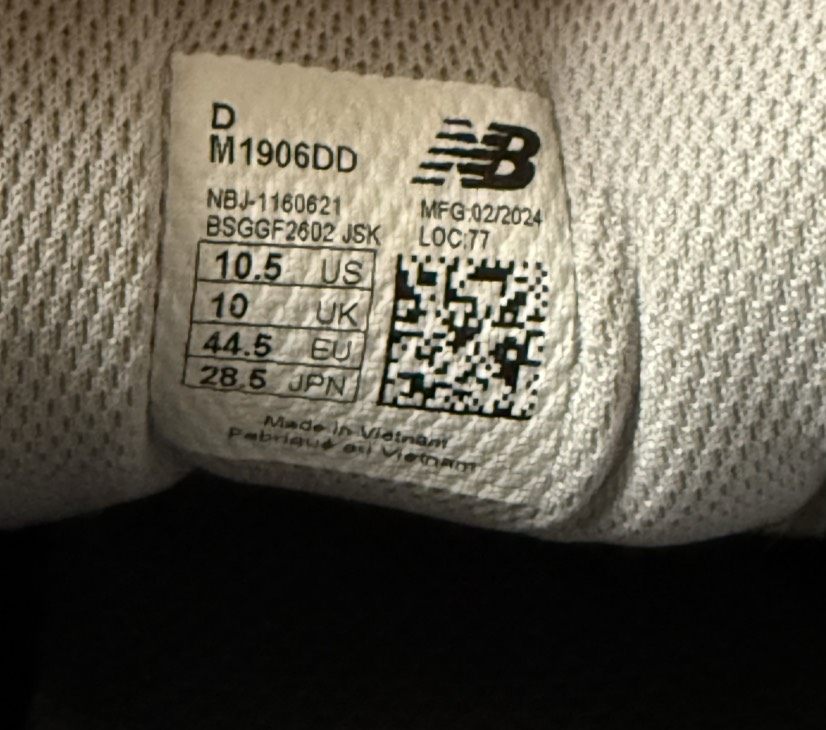 D
M1906DD
NBJ-1160621
BSGGF2602 JSK
10.5 US
10 UK
44.5 EU
28.5 JPN
NB
MFG:02/2024
LOC:77
Made in Vietnam
Fabriqué au Vietnam